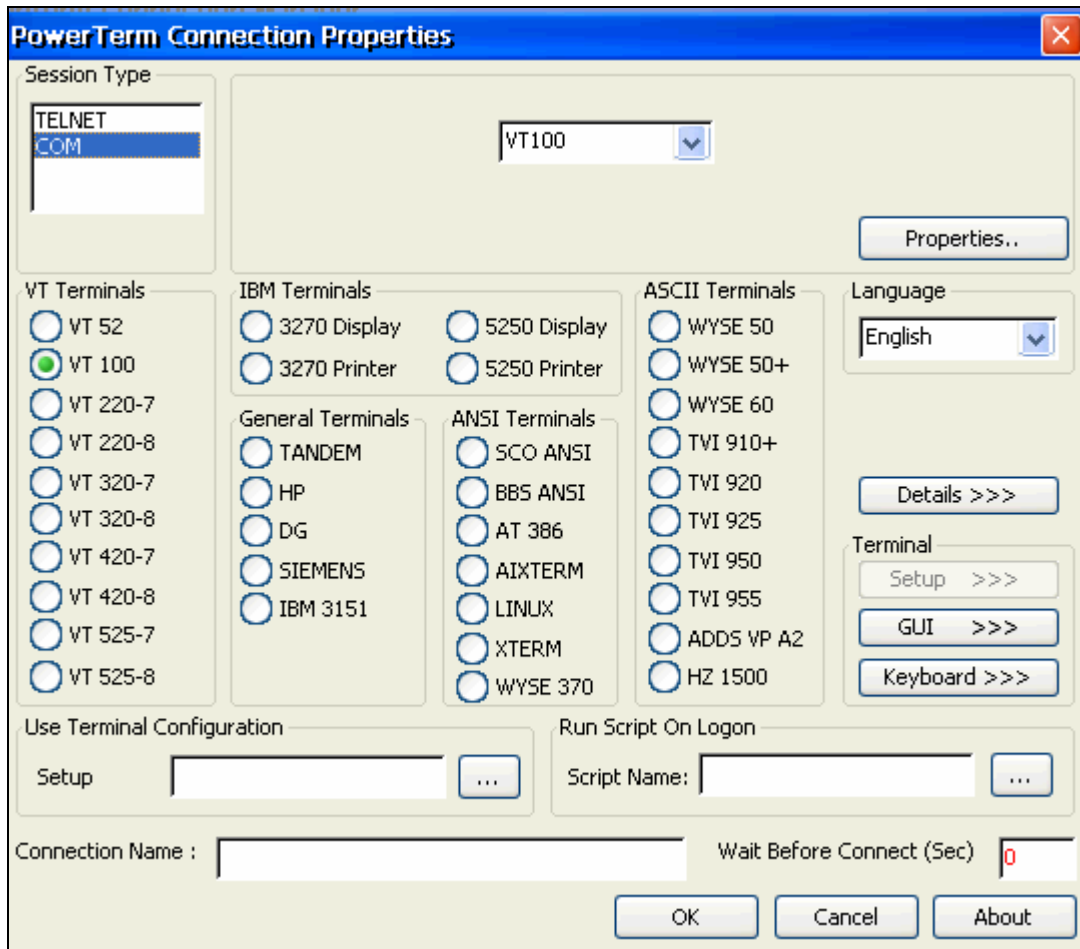 PowerTerm Connection Properties
Session Type
TELNET
COM
VT100
Properties..
VT Terminals
VT 52
VT 100
VT 220-7
VT 220-8
VT 320-7
VT 320-8
VT 420-7
VT 420-8
VT 525-7
VT 525-8
IBM Terminals
3270 Display
5250 Display
3270 Printer
5250 Printer
General Terminals
TANDEM
HP
DG
SIEMENS
IBM 3151
ANSI Terminals
SCO ANSI
BBS ANSI
AT 386
AIXTERM
LINUX
XTERM
WYSE 370
ASCII Terminals
WYSE 50
WYSE 50+
WYSE 60
TVI 910+
TVI 920
TVI 925
TVI 950
TVI 955
ADDS VP A2
HZ 1500
Language
English
Details >>>
Terminal
Setup >>>
GUI >>>
Keyboard >>>
Use Terminal Configuration
Setup
...
Run Script On Logon
Script Name:
...
Connection Name :
Wait Before Connect (Sec)
0
OK
Cancel
About